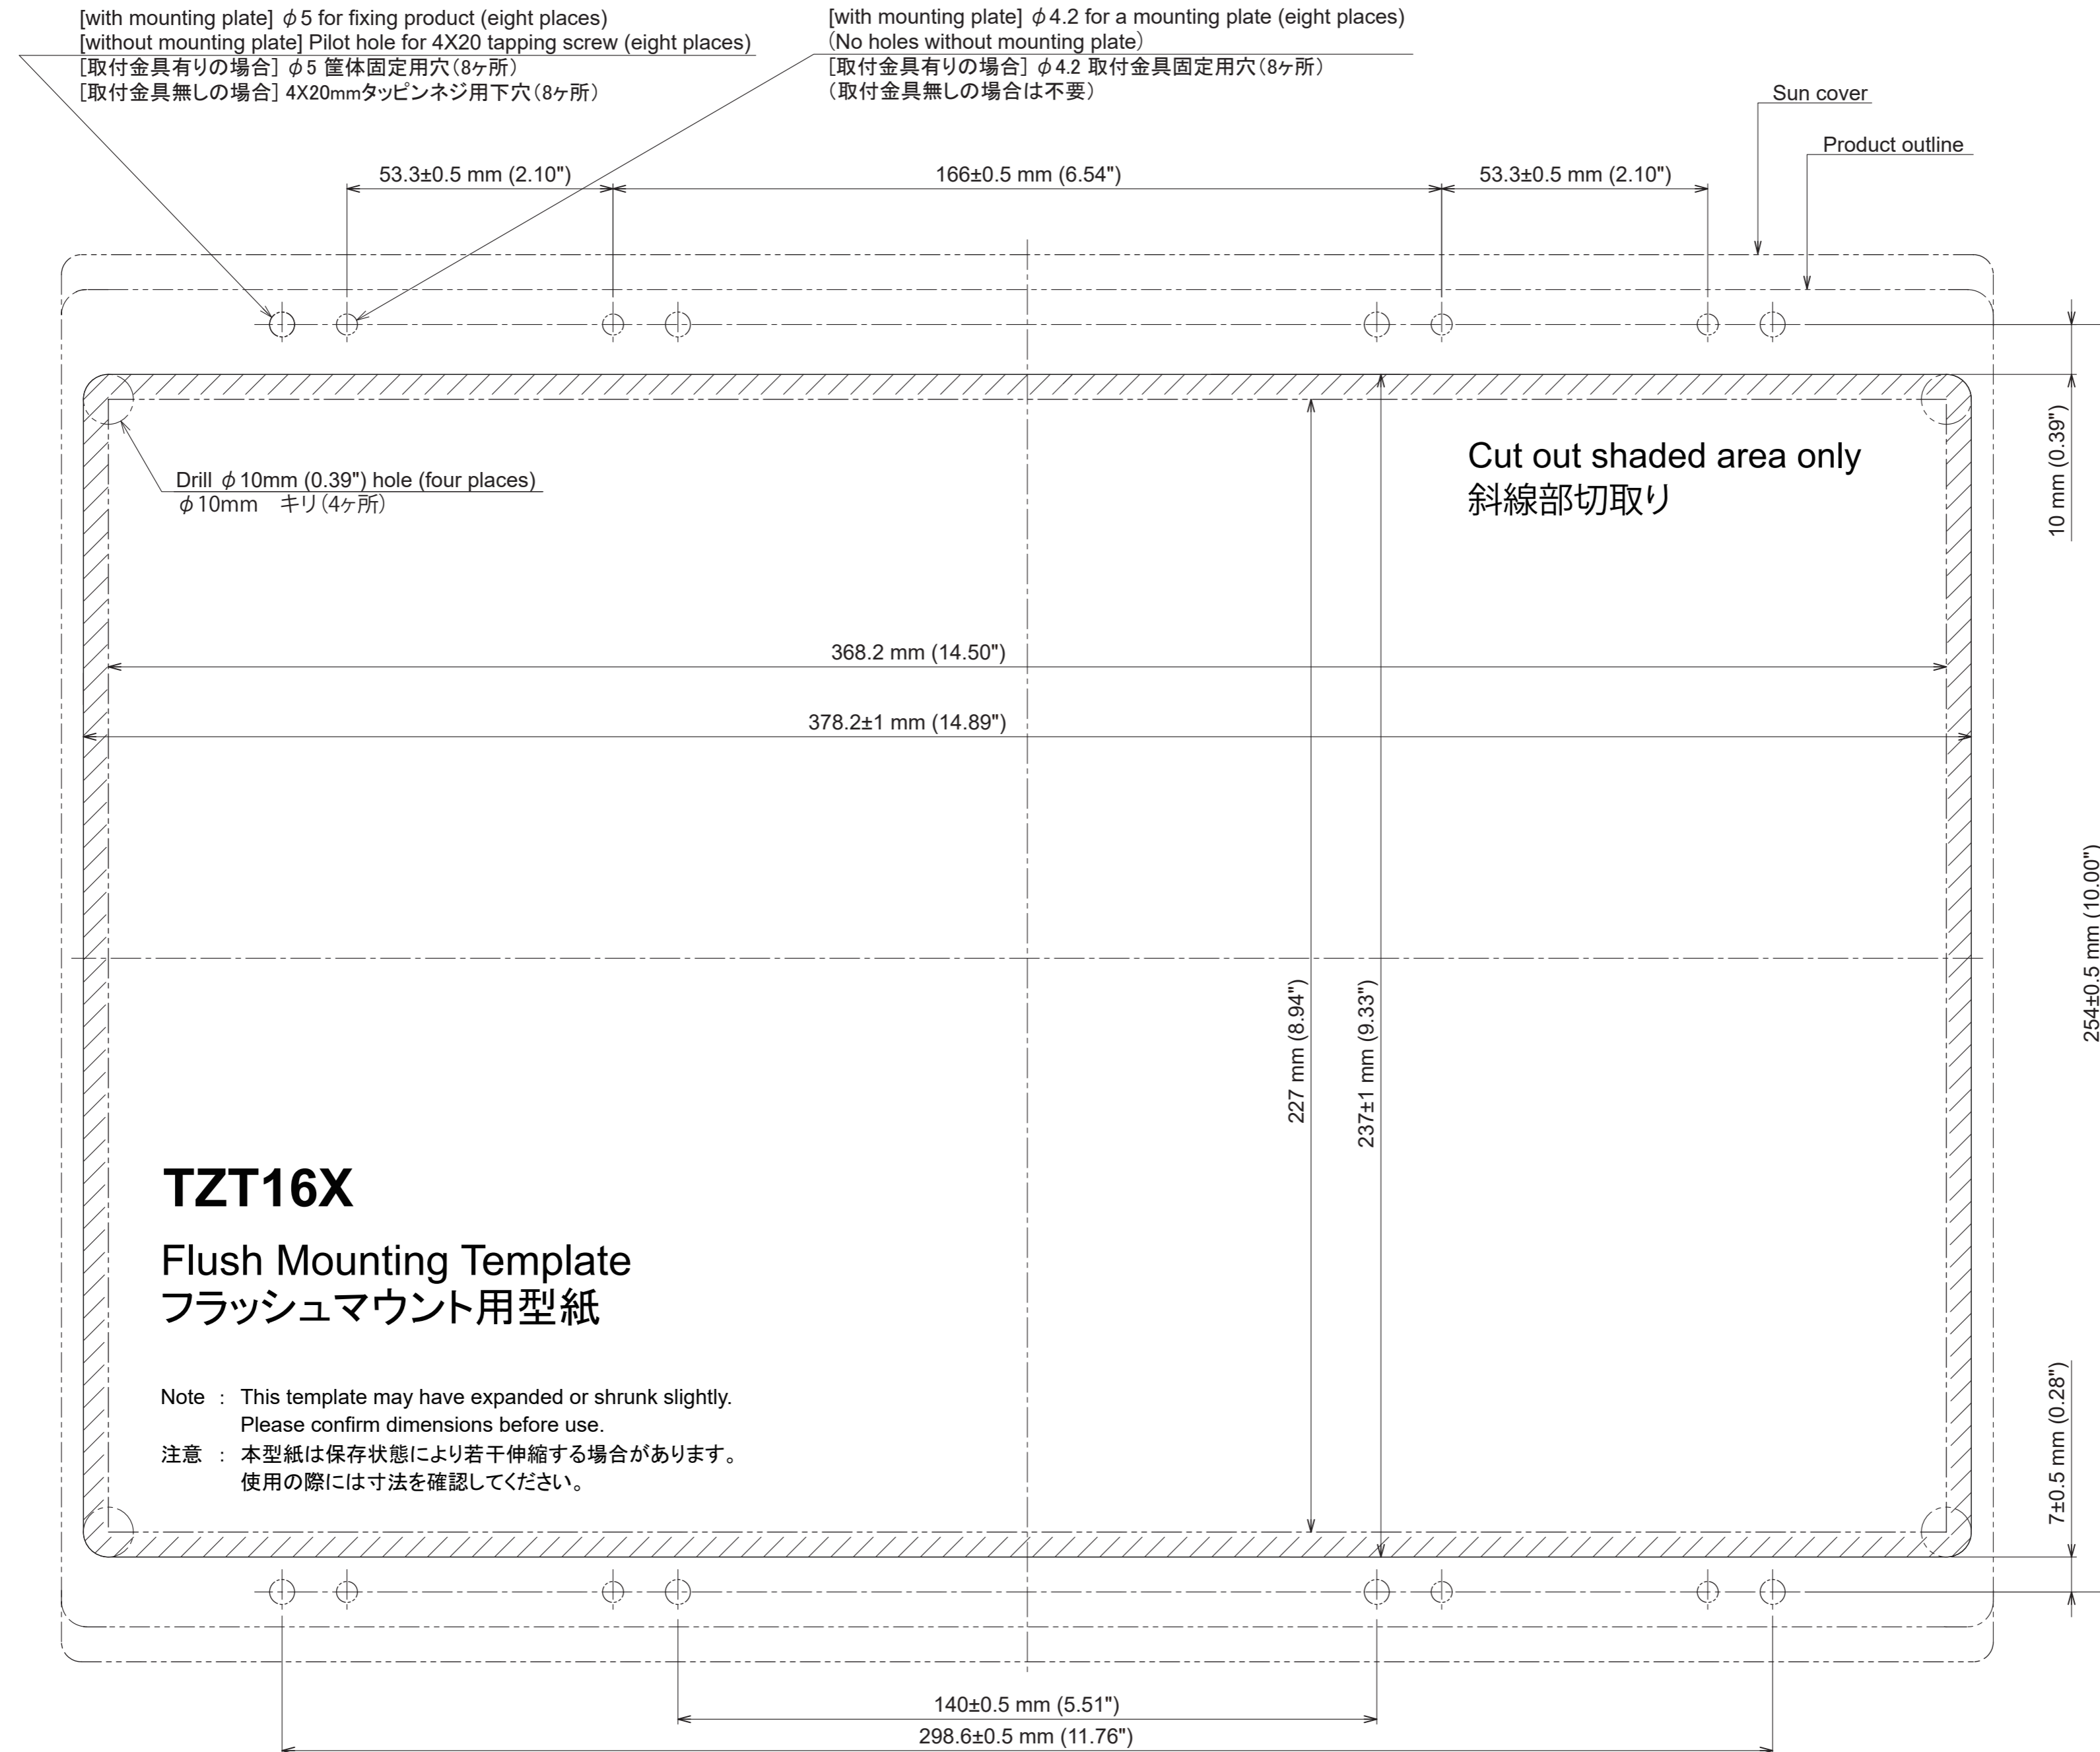 [with mounting plate] φ5 for fixing product (eight places)
[without mounting plate] Pilot hole for 4X20 tapping screw (eight places)
[取付金具有りの場合] φ5 筐体固定用穴(8ヶ所)
[取付金具無しの場合] 4X20mmタッピンネジ用下穴(8ヶ所)
[with mounting plate] φ4.2 for a mounting plate (eight places)
(No holes without mounting plate)
[取付金具有りの場合] φ4.2 取付金具固定用穴(8ヶ所)
(取付金具無しの場合は不要)
Sun cover
Product outline
53.3±0.5 mm (2.10")
166±0.5 mm (6.54")
53.3±0.5 mm (2.10")
10 mm (0.39")
Cut out shaded area only
斜線部切取り
Drill φ10mm (0.39") hole (four places)
φ10mm キリ(4ヶ所)
368.2 mm (14.50")
378.2±1 mm (14.89")
227 mm (8.94")
237±1 mm (9.33")
254±0.5 mm (10.00")
TZT16X
Flush Mounting Template
フラッシュマウント用型紙
Note : This template may have expanded or shrunk slightly.
Please confirm dimensions before use.
注意 : 本型紙は保存状態により若干伸縮する場合があります。
使用の際には寸法を確認してください。
7±0.5 mm (0.28")
140±0.5 mm (5.51")
298.6±0.5 mm (11.76")